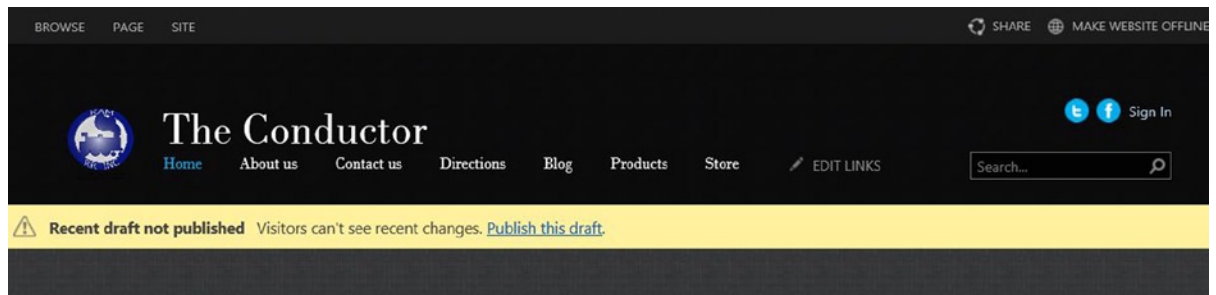 BROWSE PAGE SITE SHARE MAKE WEBSITE OFFLINE
Sign In
The Conductor
Home About us Contact us Directions Blog Products Store EDIT LINKS Search...
Recent draft not published Visitors can't see recent changes. Publish this draft.